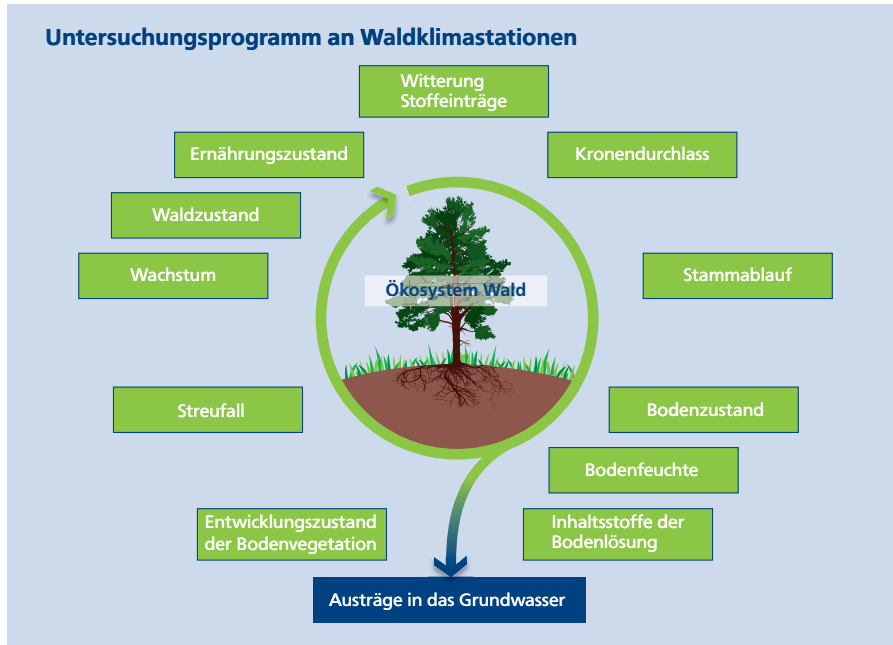 Untersuchungsprogramm an Waldklimastationen
Witterung
Stoffeinträge
Ernährungszustand
Kronendurchlass
Waldzustand
Wachstum
Stammablauf
Ökosystem Wald
Streufall
Bodenzustand
Bodenfeuchte
Entwicklungszustand
der Bodenvegetation
Inhaltsstoffe der
Bodenlösung
Austräge in das Grundwasser